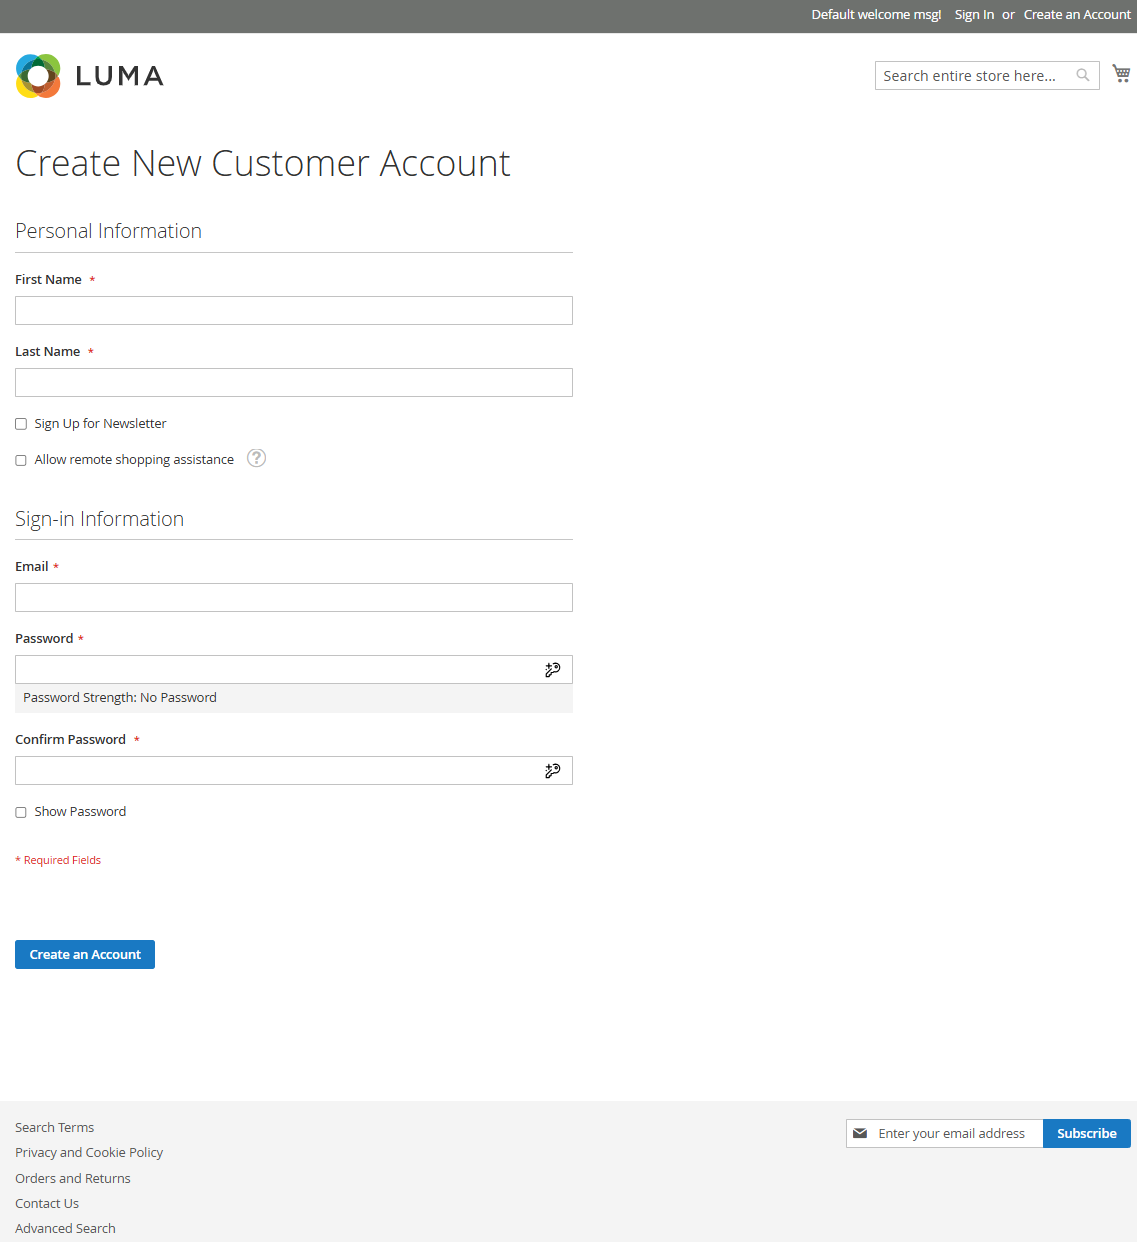 Default welcome msg! Sign In or Create an Account
LUMA
Search entire store here...
Create New Customer Account
Personal Information
First Name *
Last Name *
Sign Up for Newsletter
Allow remote shopping assistance ?
Sign-in Information
Email *
Password *
Password Strength: No Password
Confirm Password *
Show Password
* Required Fields
Create an Account
Search Terms
Privacy and Cookie Policy
Orders and Returns
Contact Us
Advanced Search
Enter your email address
Subscribe